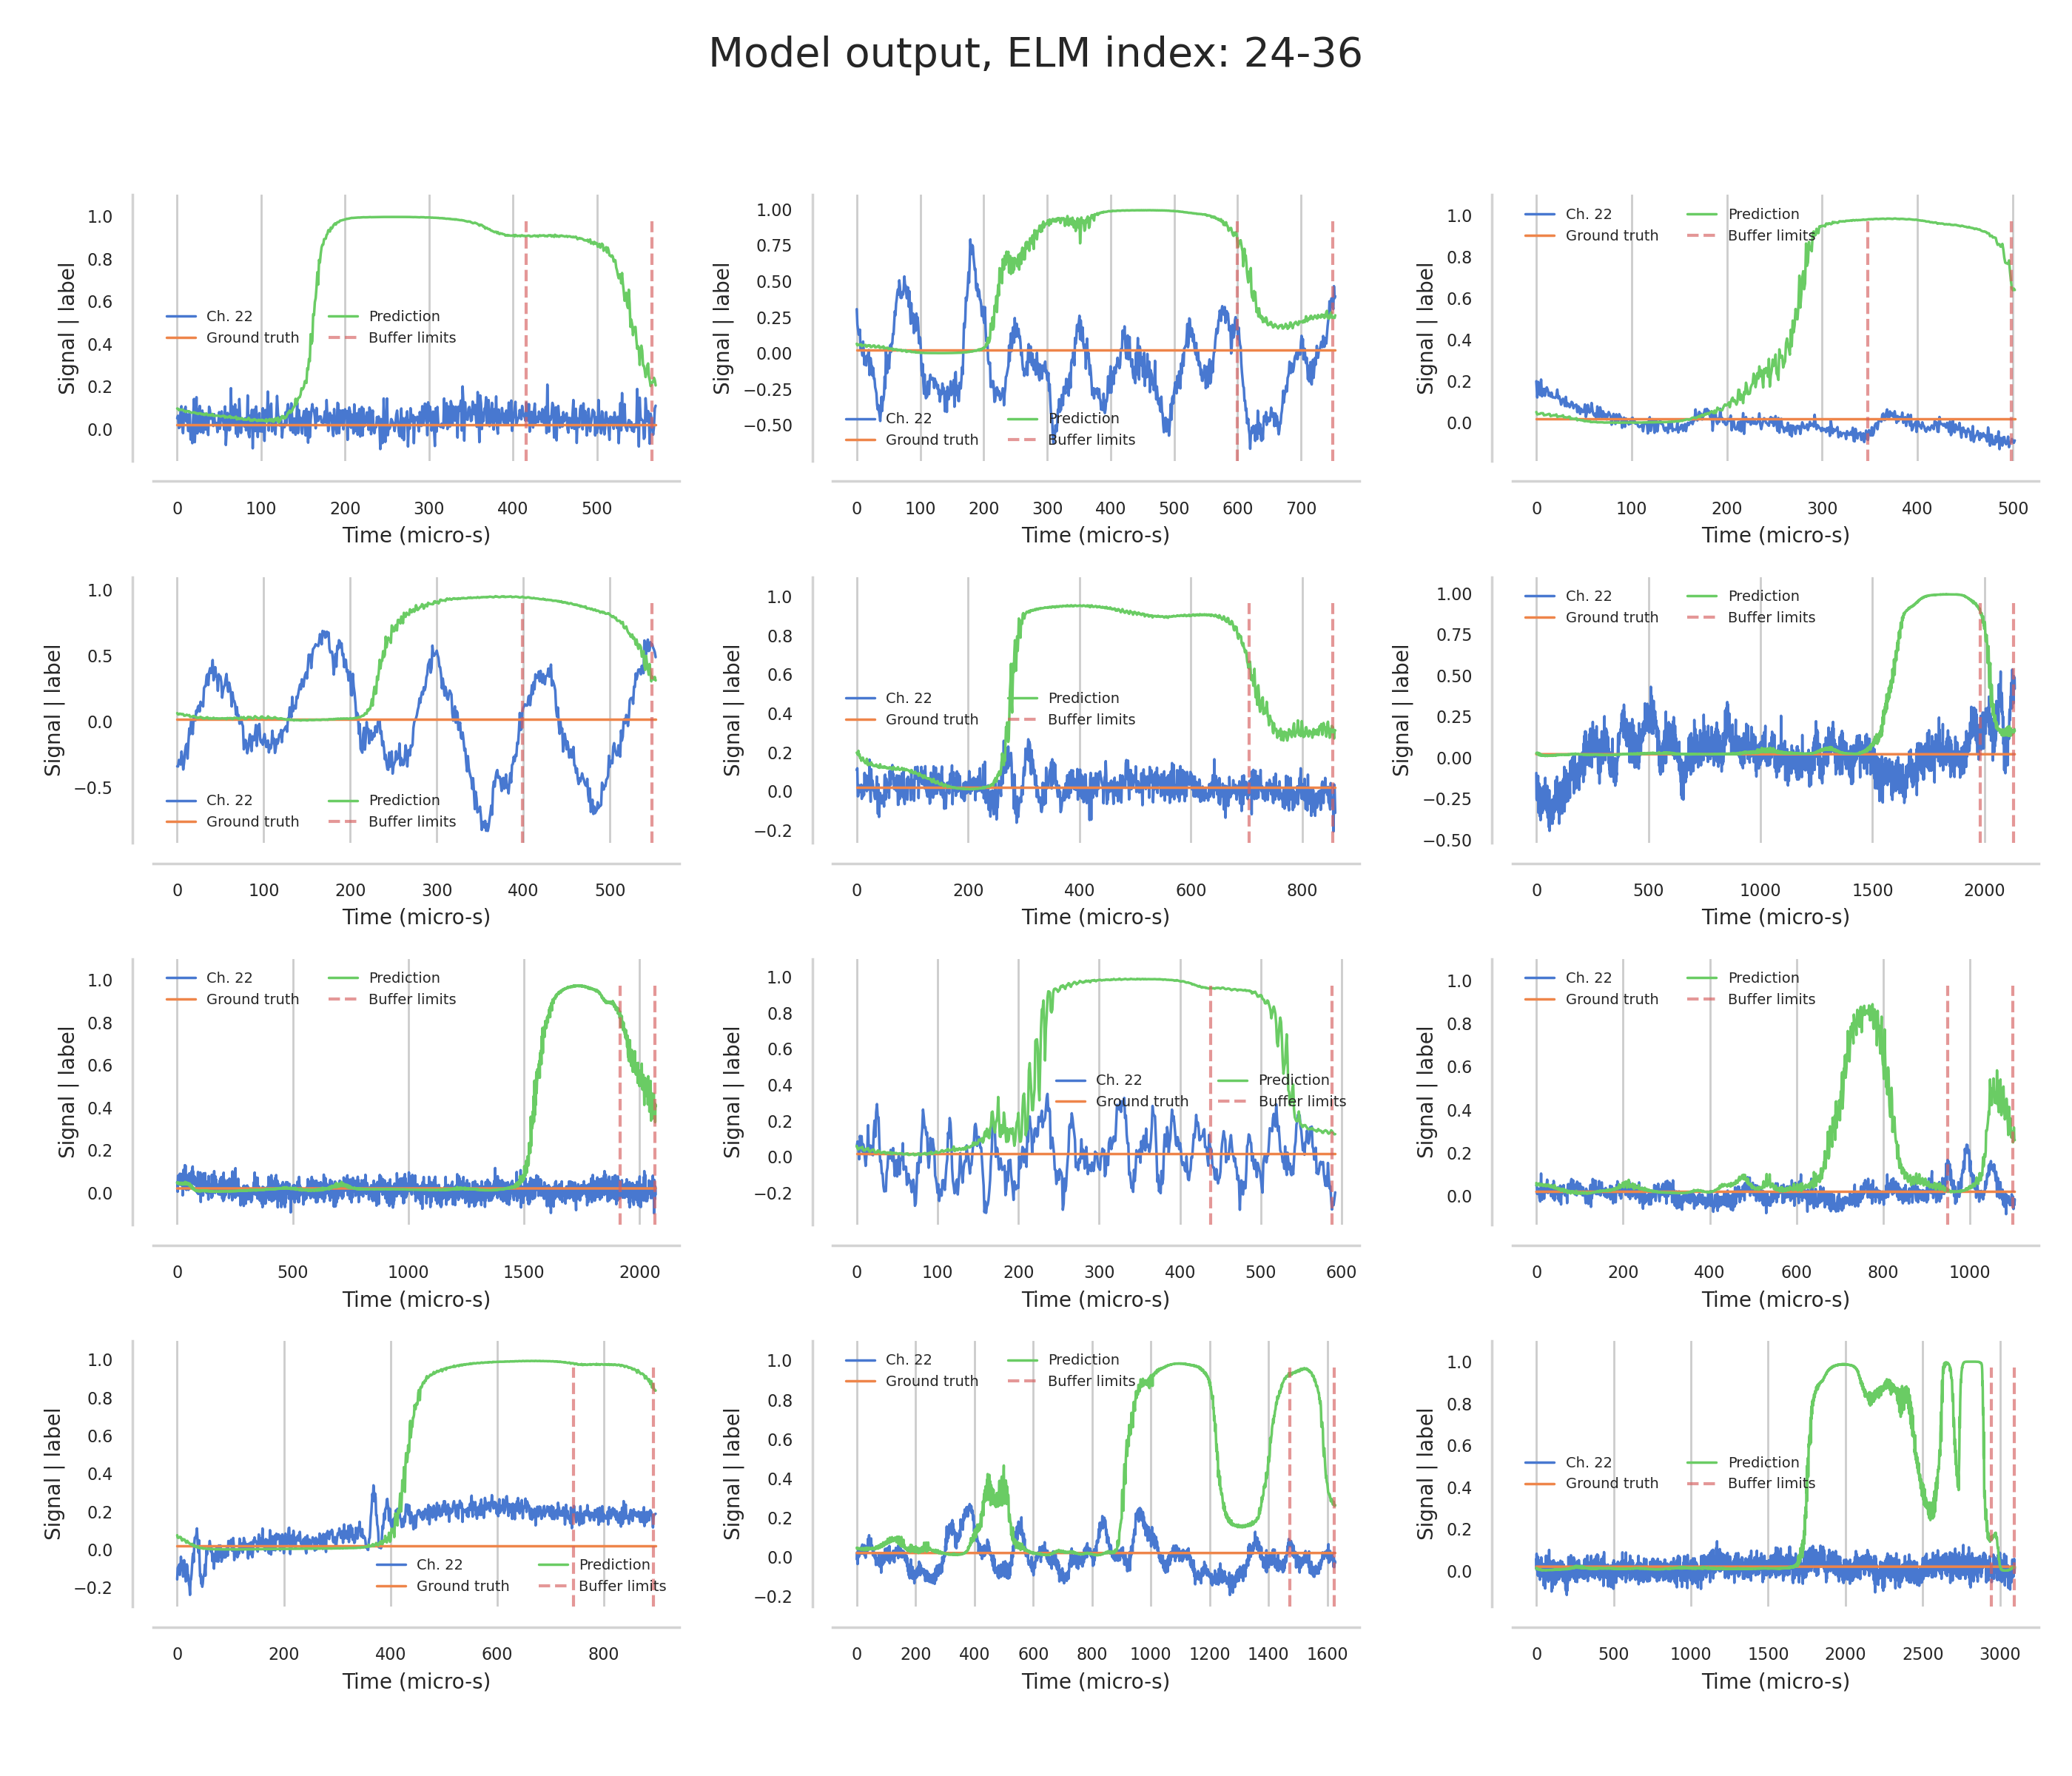 Model output, ELM index: 24-36
1.0
0.8
0.6
0.4
0.2
0.0
Signal | label
Ch. 22
Ground truth
Prediction
Buffer limits
0 100 200 300 400 500
Time (micro-s)
1.00
0.75
0.50
0.25
0.00
−0.25
−0.50
Signal | label
Ch. 22
Ground truth
Prediction
Buffer limits
0 100 200 300 400 500 600 700
Time (micro-s)
1.0
0.8
0.6
0.4
0.2
0.0
Signal | label
Ch. 22
Ground truth
Prediction
Buffer limits
0 100 200 300 400 500
Time (micro-s)
1.0
0.5
0.0
−0.5
Signal | label
Ch. 22
Ground truth
Prediction
Buffer limits
0 100 200 300 400 500
Time (micro-s)
1.0
0.8
0.6
0.4
0.2
0.0
−0.2
Signal | label
Ch. 22
Ground truth
Prediction
Buffer limits
0 200 400 600 800
Time (micro-s)
1.00
0.75
0.50
0.25
0.00
−0.25
−0.50
Signal | label
Ch. 22
Ground truth
Prediction
Buffer limits
0 500 1000 1500 2000
Time (micro-s)
1.0
0.8
0.6
0.4
0.2
0.0
Signal | label
Ch. 22
Ground truth
Prediction
Buffer limits
0 500 1000 1500 2000
Time (micro-s)
1.0
0.8
0.6
0.4
0.2
0.0
−0.2
Signal | label
Ch. 22
Ground truth
Prediction
Buffer limits
0 100 200 300 400 500 600
Time (micro-s)
1.0
0.8
0.6
0.4
0.2
0.0
Signal | label
Ch. 22
Ground truth
Prediction
Buffer limits
0 200 400 600 800 1000
Time (micro-s)
1.0
0.8
0.6
0.4
0.2
0.0
−0.2
Signal | label
Ch. 22
Ground truth
Prediction
Buffer limits
0 200 400 600 800
Time (micro-s)
1.0
0.8
0.6
0.4
0.2
0.0
−0.2
Signal | label
Ch. 22
Ground truth
Prediction
Buffer limits
0 200 400 600 800 1000 1200 1400 1600
Time (micro-s)
1.0
0.8
0.6
0.4
0.2
0.0
Signal | label
Ch. 22
Ground truth
Prediction
Buffer limits
0 500 1000 1500 2000 2500 3000
Time (micro-s)